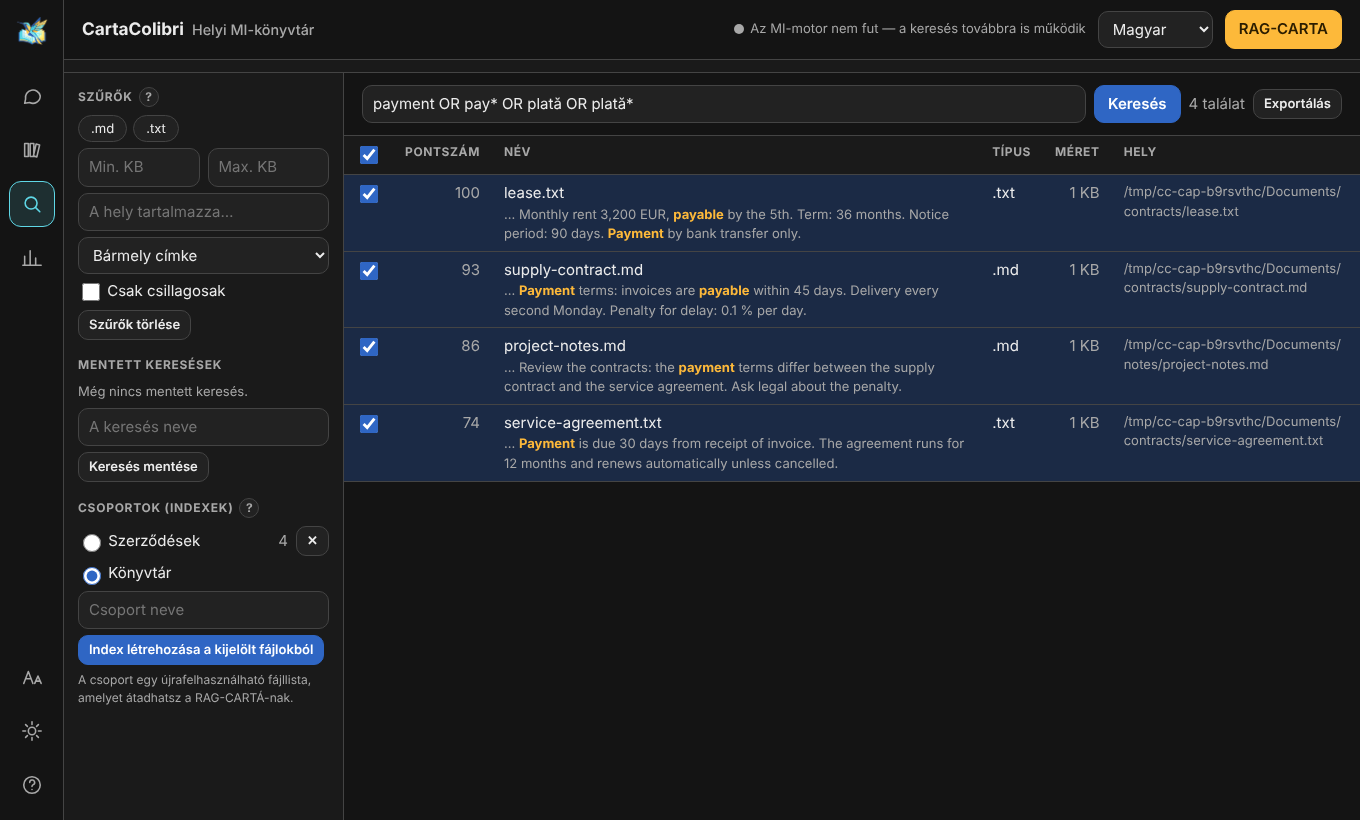 CartaColibri Helyi MI-könyvtár
Az MI-motor nem fut — a keresés továbbra is működik
Magyar
RAG-CARTA
SZŰRŐK ?
.md .txt
Min. KB Max. KB
A hely tartalmazza...
Bármely címke
Csak csillagosak
Szűrők törlése
MENTETT KERESÉSEK
Még nincs mentett keresés.
A keresés neve
Keresés mentése
CSOPORTOK (INDEXEK) ?
Szerződések 4 ×
Könyvtár
Csoport neve
Index létrehozása a kijelölt fájlokból
A csoport egy újrafelhasználható fájllista,
amelyet átadhatsz a RAG-CARTÁ-nak.
AA
?
payment OR pay* OR plată OR plată*
Keresés
4 találat
Exportálás
PONTSZÁM NÉV TÍPUS MÉRET HELY
100 lease.txt .txt 1 KB /tmp/cc-cap-b9rsvthc/Documents/
contracts/lease.txt
... Monthly rent 3,200 EUR, payable by the 5th. Term: 36 months. Notice
period: 90 days. Payment by bank transfer only.
93 supply-contract.md .md 1 KB /tmp/cc-cap-b9rsvthc/Documents/
contracts/supply-contract.md
... Payment terms: invoices are payable within 45 days. Delivery every
second Monday. Penalty for delay: 0.1 % per day.
86 project-notes.md .md 1 KB /tmp/cc-cap-b9rsvthc/Documents/
notes/project-notes.md
... Review the contracts: the payment terms differ between the supply
contract and the service agreement. Ask legal about the penalty.
74 service-agreement.txt .txt 1 KB /tmp/cc-cap-b9rsvthc/Documents/
contracts/service-agreement.txt
... Payment is due 30 days from receipt of invoice. The agreement runs for
12 months and renews automatically unless cancelled.